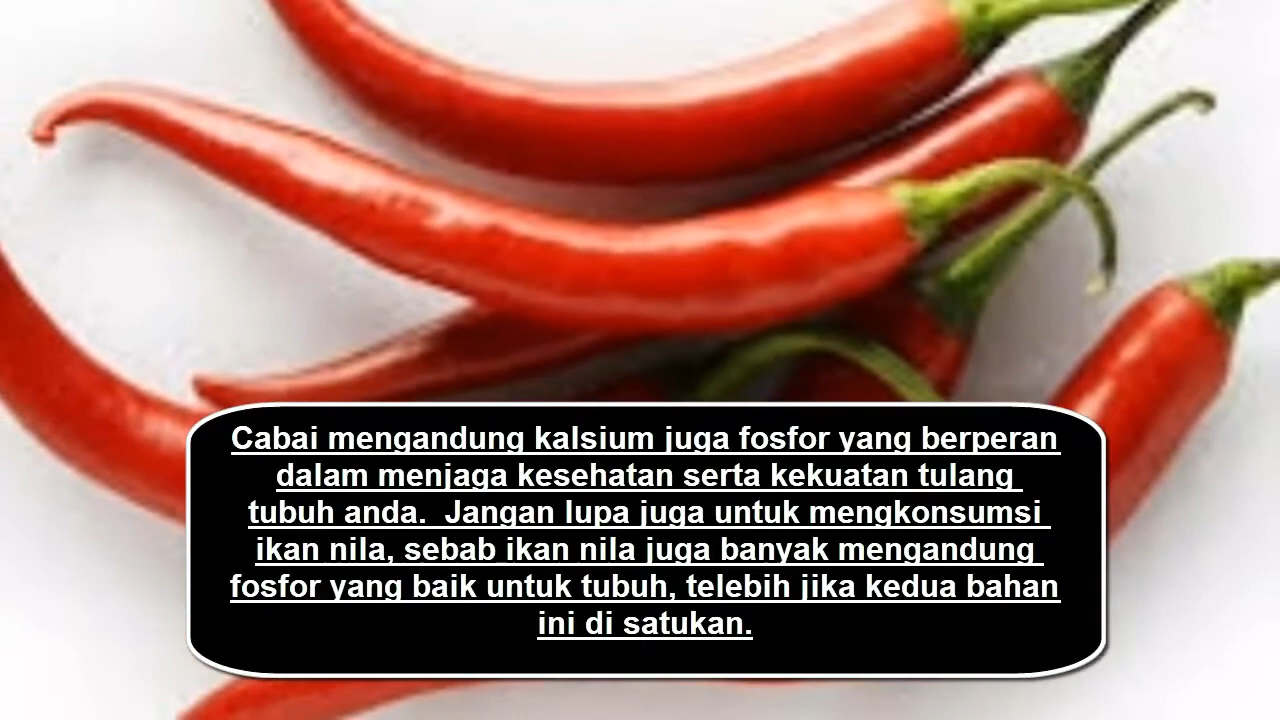 Cabai mengandung kalsium juga fosfor yang berperan
dalam menjaga kesehatan serta kekuatan tulang
tubuh anda.  Jangan lupa juga untuk mengkonsumsi
ikan nila, sebab ikan nila juga banyak mengandung
fosfor yang baik untuk tubuh, telebih jika kedua bahan
ini di satukan.